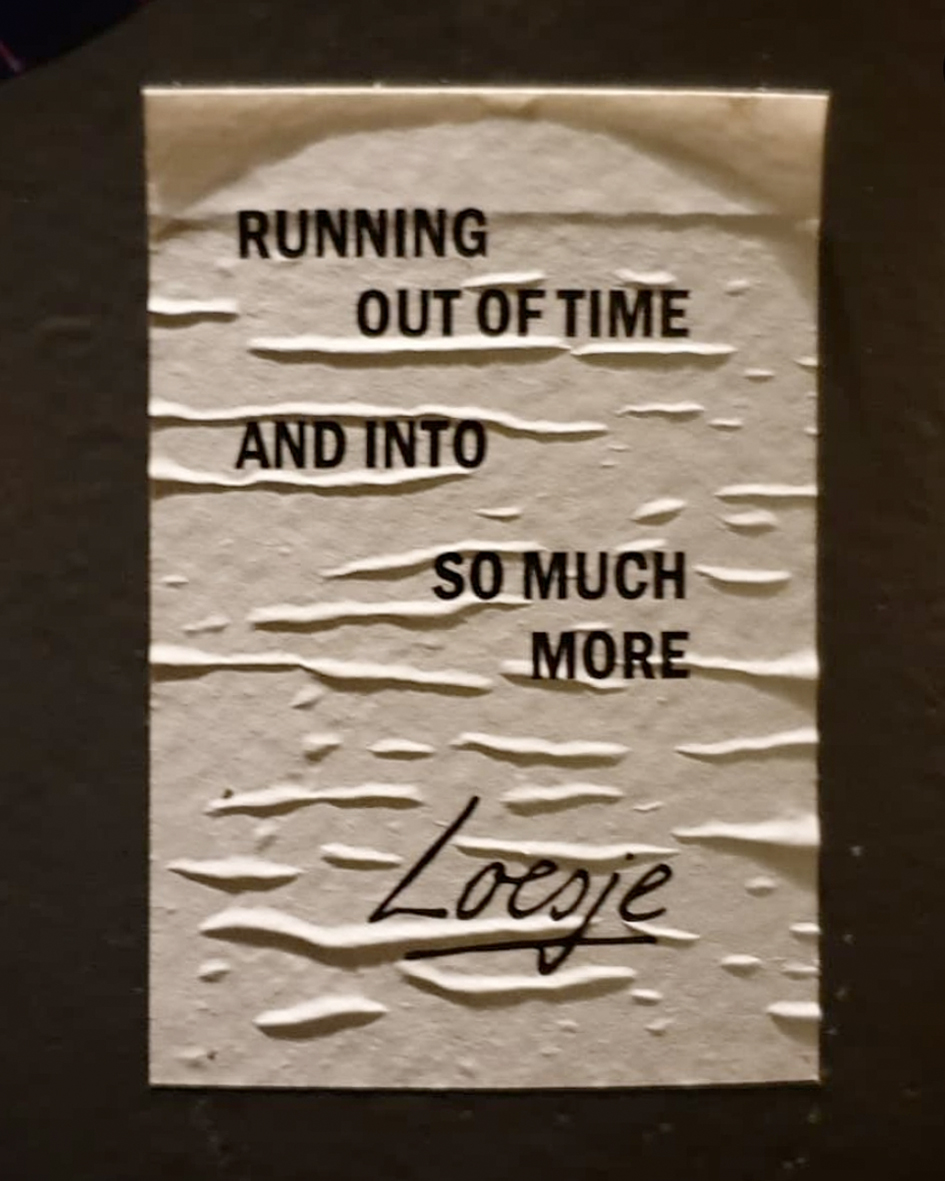 RUNNING
OUT OF TIME
AND INTO
SO MUCH
MORE
Loesje